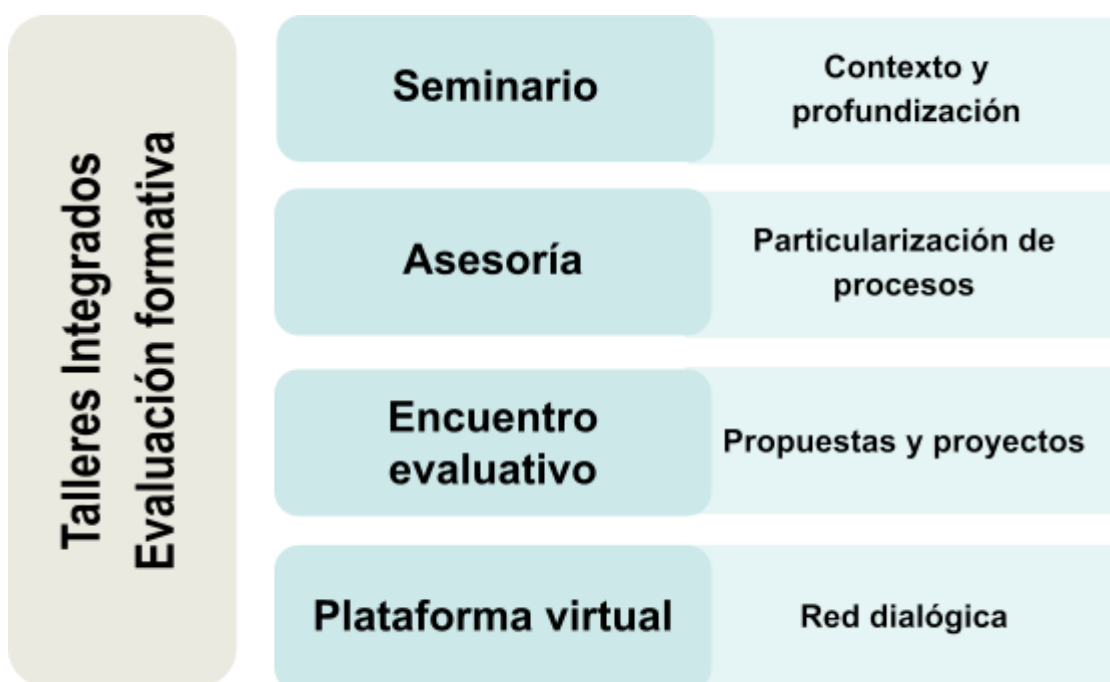 Talleres Integrados
Evaluación formativa
Seminario
Contexto y
profundización
Asesoría
Particularización de
procesos
Encuentro
evaluativo
Propuestas y proyectos
Plataforma virtual
Red dialógica